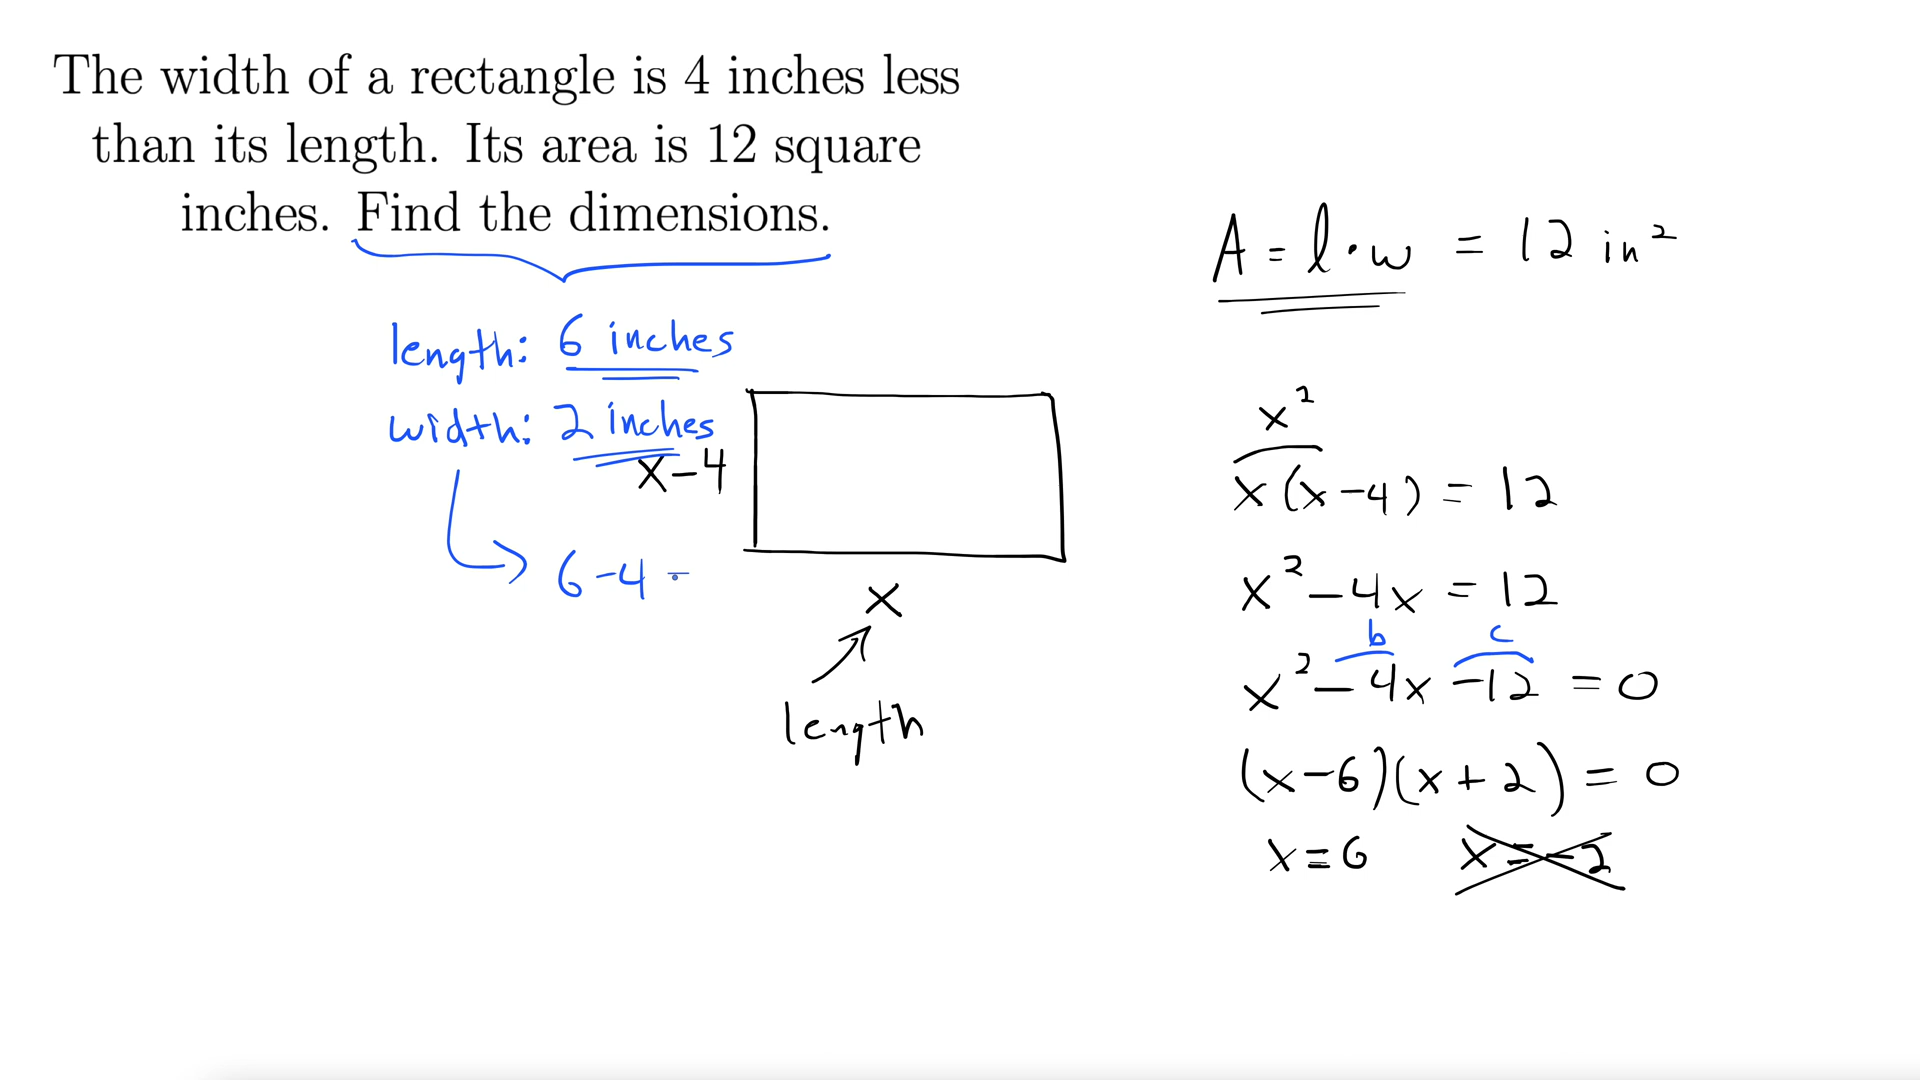 The width of a rectangle is 4 inches less
than its length. Its area is 12 square
inches. Find the dimensions.
length: 6 inches
width: 2 inches
6-4 =
x-4
x
length
A = l·w = 12 in²
x²
x(x-4) = 12
x²-4x = 12
b c
x²-4x-12 = 0
(x-6)(x+2) = 0
x=6 x=-2